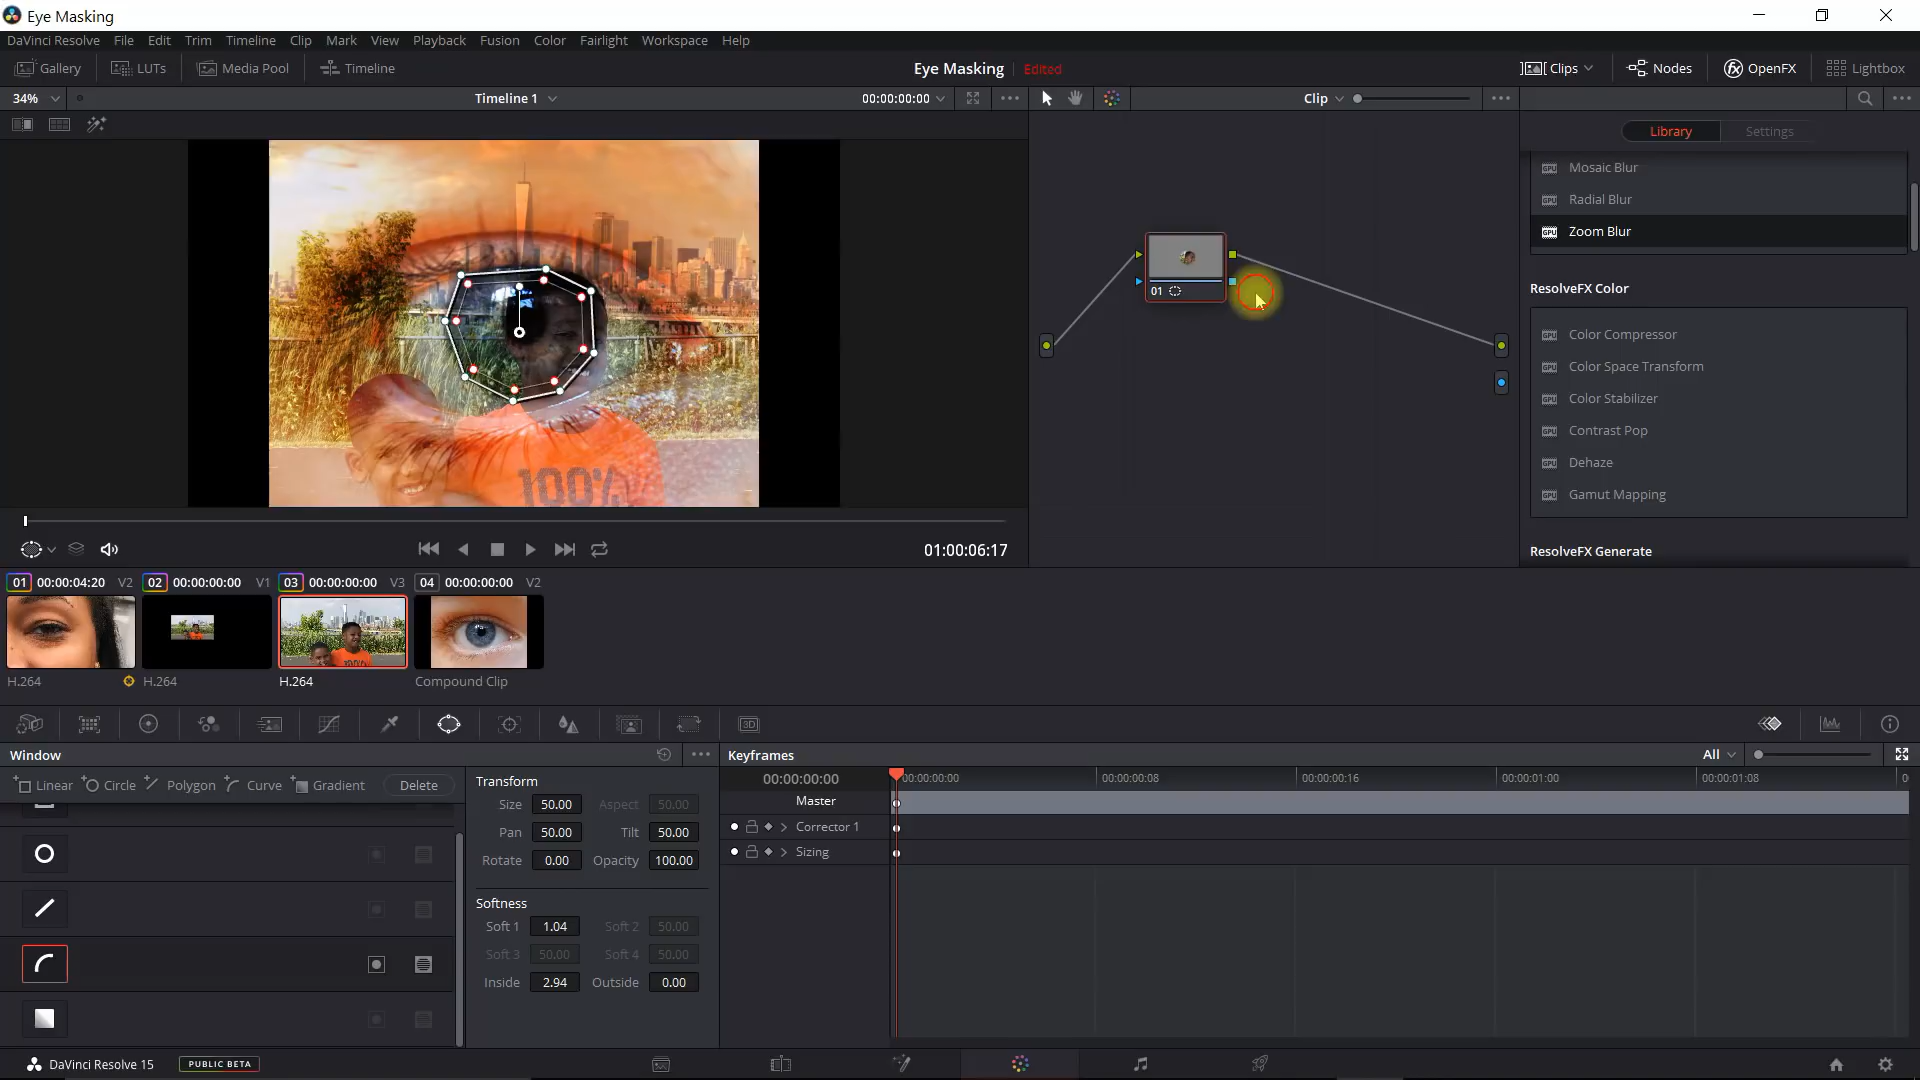 Eye Masking
DaVinci Resolve File Edit Trim Timeline Clip Mark View Playback Fusion Color Fairlight Workspace Help
Gallery LUTs Media Pool Timeline Eye Masking Edited Clips Nodes OpenFX Lightbox
34% Timeline 1 00:00:00:00 Clip
Library Settings
Mosaic Blur
Radial Blur
Zoom Blur
ResolveFX Color
01
Color Compressor
Color Space Transform
Color Stabilizer
Contrast Pop
Dehaze
100%
Gamut Mapping
01:00:06:17
ResolveFX Generate
01 00:00:04:20 V2 02 00:00:00:00 V1 03 00:00:00:00 V3 04 00:00:00:00 V2
H.264 H.264 H.264 Compound Clip
Window Keyframes All
Linear Circle Polygon Curve Gradient Delete
Transform
Size 50.00 Aspect 50.00
Pan 50.00 Tilt 50.00
Rotate 0.00 Opacity 100.00
Softness
Soft 1 1.04 Soft 2 50.00
Soft 3 50.00 Soft 4 50.00
Inside 2.94 Outside 0.00
00:00:00:00 00:00:00:00 00:00:00:08 00:00:00:16 00:00:01:00 00:00:01:08
Master
Corrector 1
Sizing
DaVinci Resolve 15 PUBLIC BETA